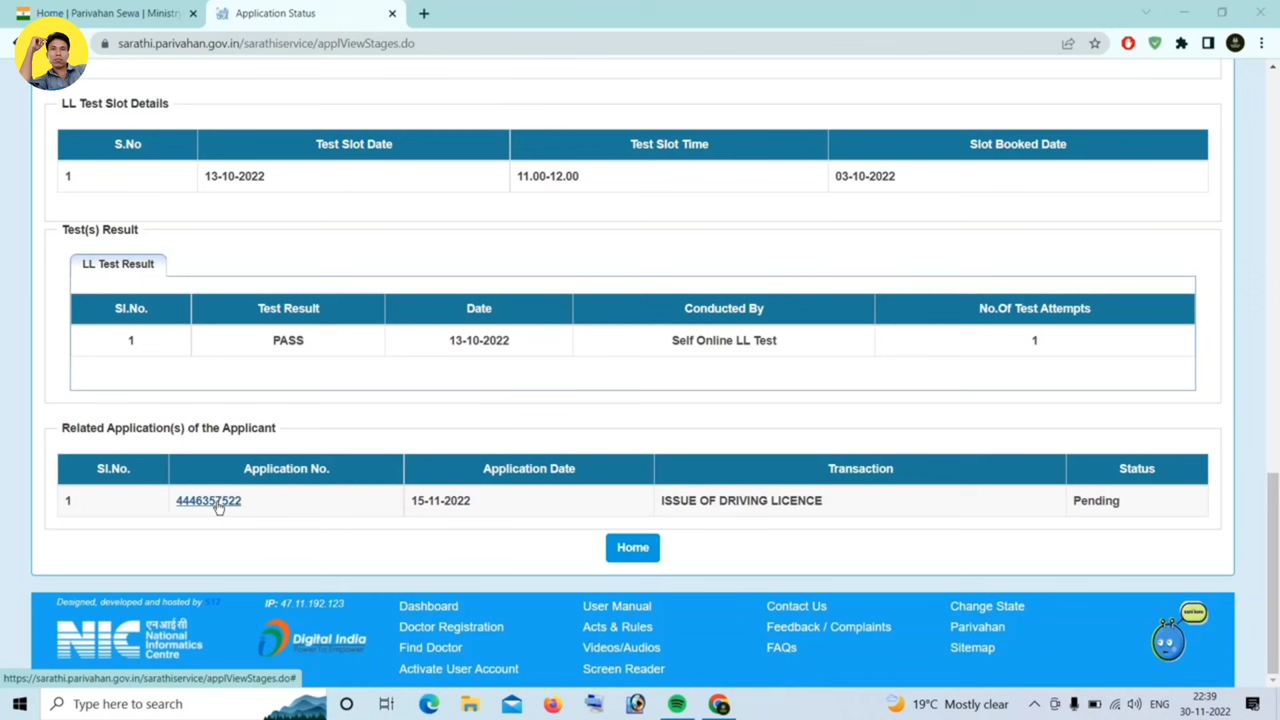 Home | Parivahan Sewa | Ministr
Application Status
sarathi.parivahan.gov.in/sarathiservice/applViewStages.do
LL Test Slot Details
S.No Test Slot Date Test Slot Time Slot Booked Date
1 13-10-2022 11.00-12.00 03-10-2022
Test(s) Result
LL Test Result
Sl.No. Test Result Date Conducted By No.Of Test Attempts
1 PASS 13-10-2022 Self Online LL Test 1
Related Application(s) of the Applicant
Sl.No. Application No. Application Date Transaction Status
1 4446357522 15-11-2022 ISSUE OF DRIVING LICENCE Pending
Home
Designed, developed and hosted by IP: 47.11.192.123
Dashboard User Manual Contact Us Change State
Doctor Registration Acts & Rules Feedback / Complaints Parivahan
Find Doctor Videos/Audios FAQs Sitemap
Activate User Account Screen Reader
NIC एन आई सी
National
Informatics
Centre
Digital India
Power To Empower
https://sarathi.parivahan.gov.in/sarathiservice/applViewStages.do#
Type here to search
19°C Mostly clear
ENG
22:39
30-11-2022